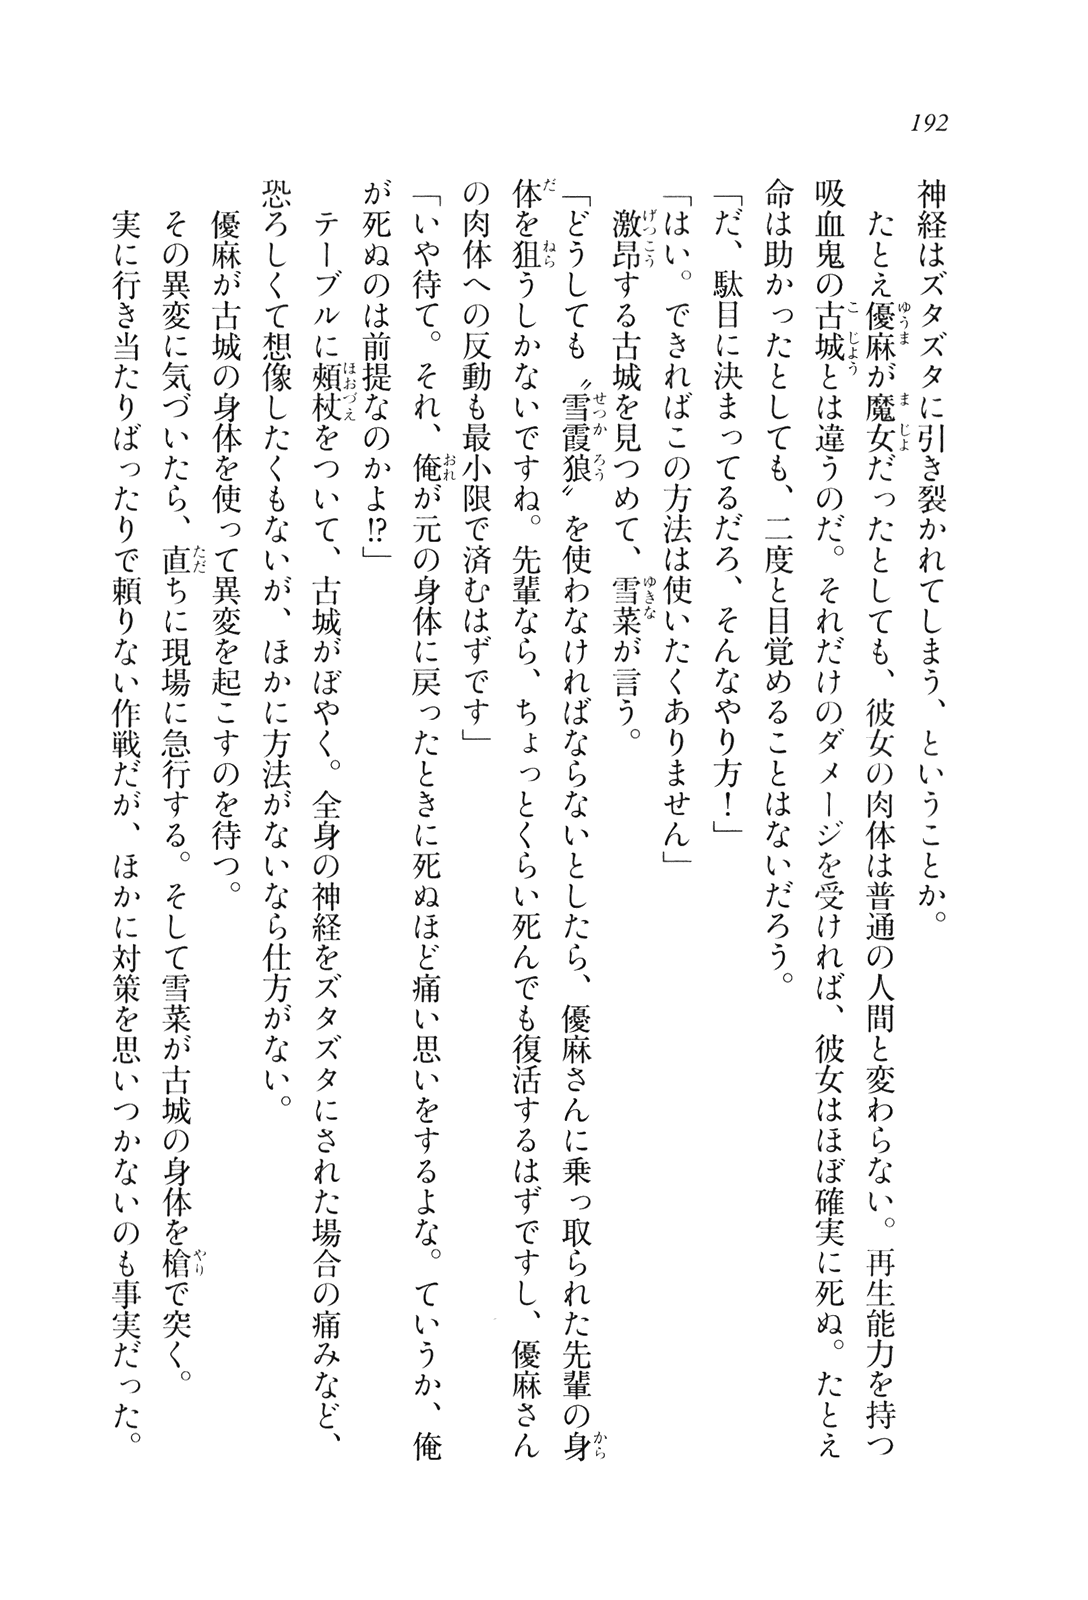 192
神経はズタズタに引き裂かれてしまう、ということか。
たとえ優麻が魔女だったとしても、彼女の肉体は普通の人間と変わらない。再生能力を持つ
吸血鬼の古城とは違うのだ。それだけのダメージを受ければ、彼女はほぼ確実に死ぬ。たとえ
命は助かったとしても、二度と目覚めることはないだろう。
「だ、駄目に決まってるだろ、そんなやり方！」
「はい。できればこの方法は使いたくありません」
激昂する古城を見つめて、雪菜が言う。
「どうしても〝雪霞狼〟を使わなければならないとしたら、優麻さんに乗っ取られた先輩の身
体を狙うしかないですね。先輩なら、ちょっとくらい死んでも復活するはずですし、優麻さん
の肉体への反動も最小限で済むはずです」
「いや待て。それ、俺が元の身体に戻ったときに死ぬほど痛い思いをするよな。ていうか、俺
が死ぬのは前提なのかよ!?」
テーブルに頰杖をついて、古城がぼやく。全身の神経をズタズタにされた場合の痛みなど、
恐ろしくて想像したくもないが、ほかに方法がないなら仕方がない。
優麻が古城の身体を使って異変を起こすのを待つ。
その異変に気づいたら、直ちに現場に急行する。そして雪菜が古城の身体を槍で突く。
実に行き当たりばったりで頼りない作戦だが、ほかに対策を思いつかないのも事実だった。